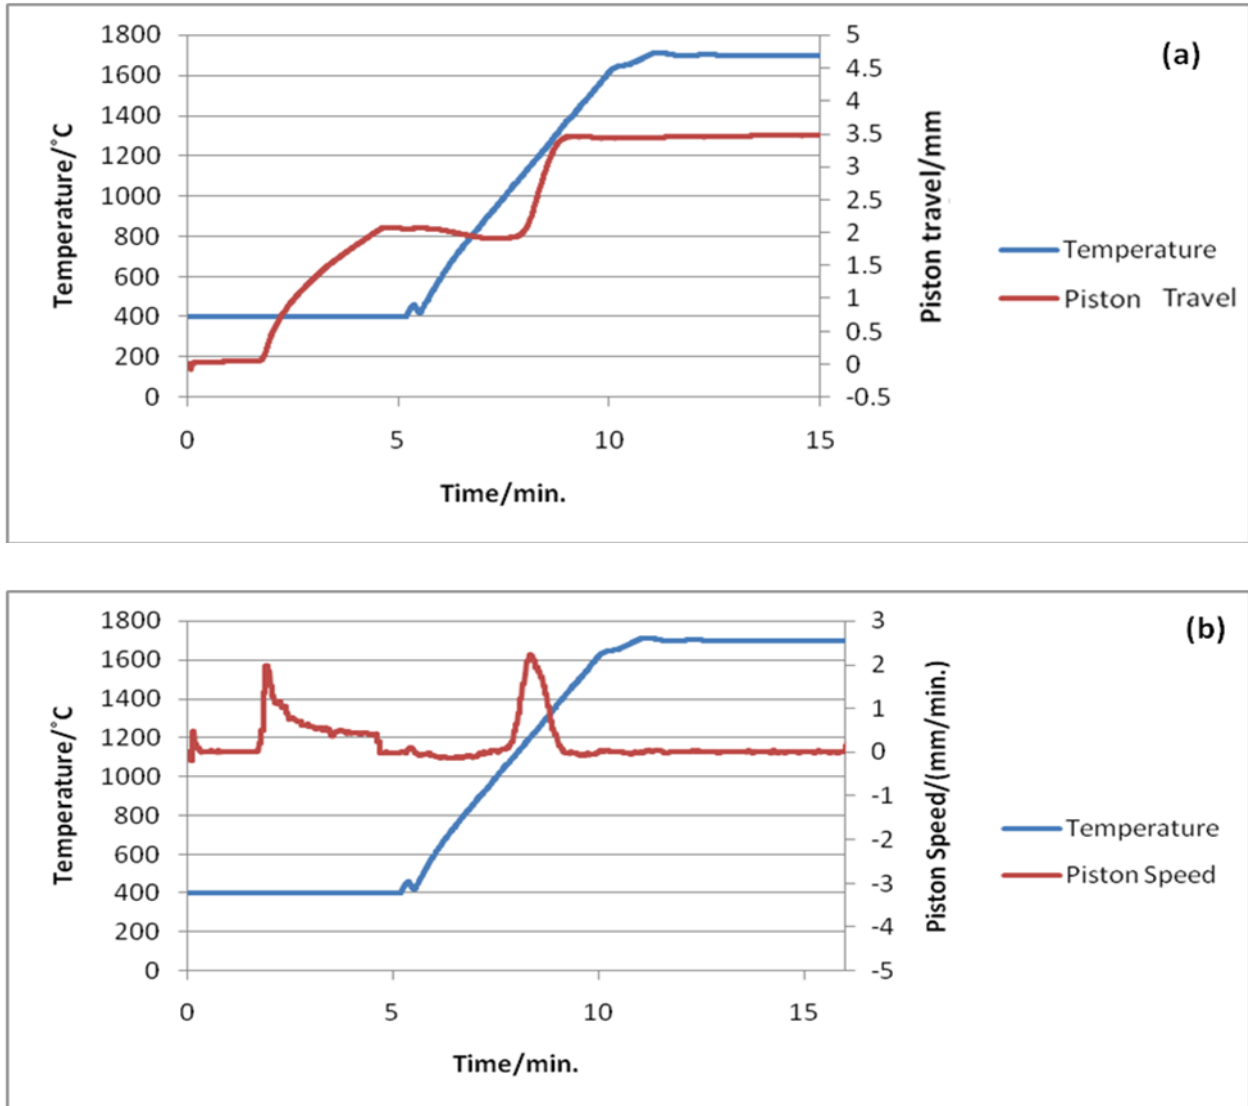 (a)
1800
1600
1400
1200
1000
800
600
400
200
0
Temperature/˚C
5
4.5
4
3.5
3
2.5
2
1.5
1
0.5
0
-0.5
Piston travel/mm
0 5 10 15
Time/min.
Temperature
Piston Travel
(b)
1800
1600
1400
1200
1000
800
600
400
200
0
Temperature/˚C
3
2
1
0
-1
-2
-3
-4
-5
Piston Speed/(mm/min.)
0 5 10 15
Time/min.
Temperature
Piston Speed